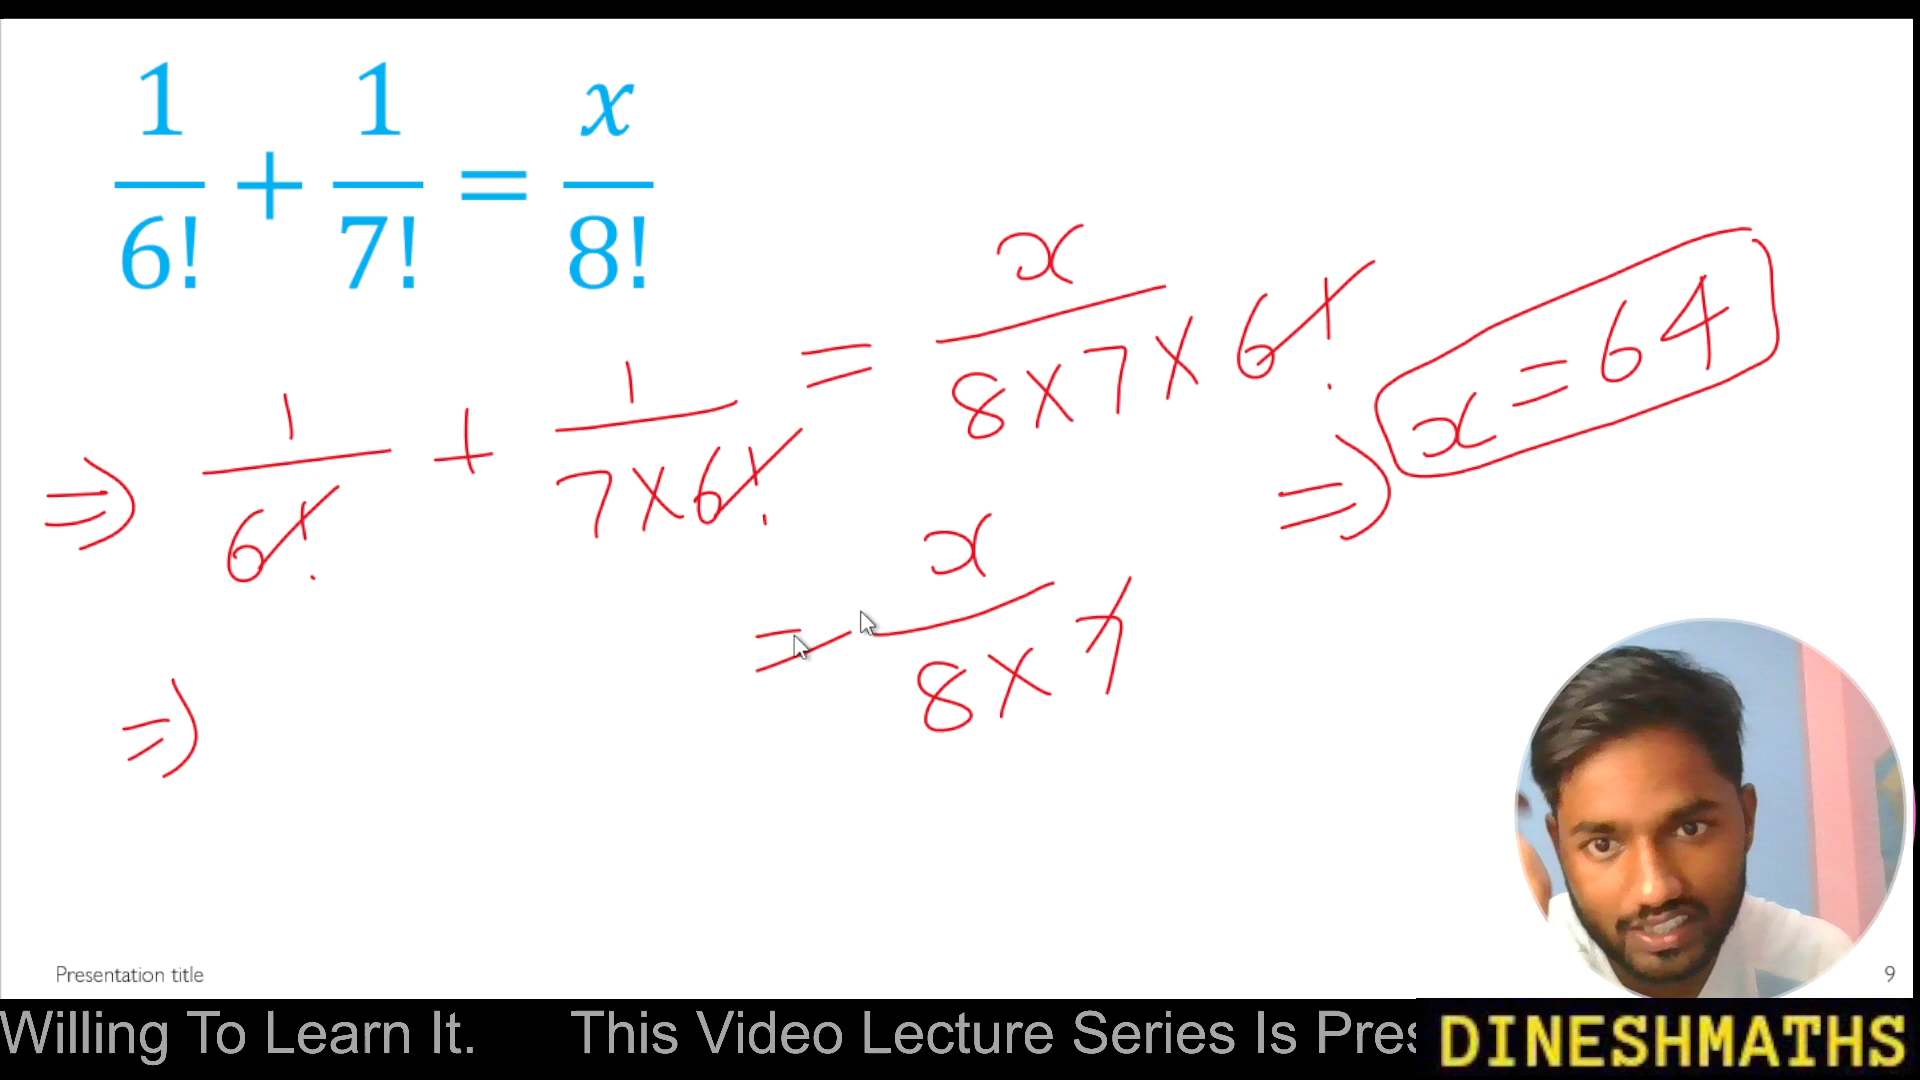 1/6! + 1/7! = x/8!
⇒ 1/6! + 1/7×6! = x/8×7×6!
⇒ x = 64
⇒ = x/8×7
Presentation title
9
Willing To Learn It. This Video Lecture Series Is Pres
DINESHMATHS